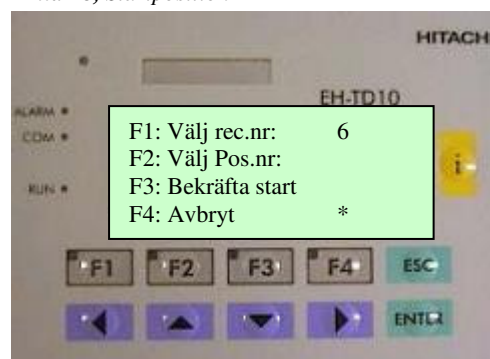 HITACH
EH-TD10
ALARM
COM
RUN
F1: Välj rec.nr: 6
F2: Välj Pos.nr:
F3: Bekräfta start
F4: Avbryt *
i
F1 F2 F3 F4 ESC
ENTER